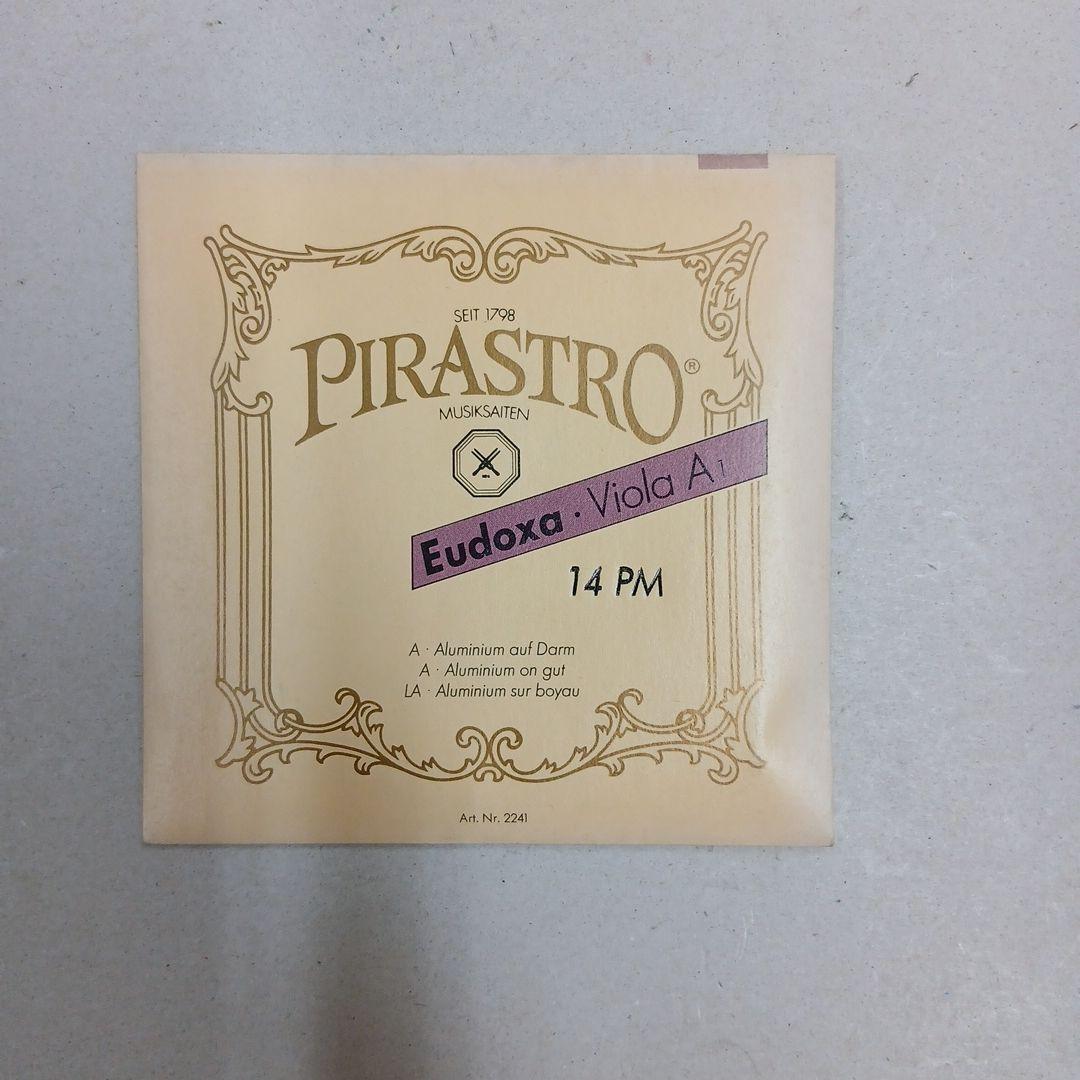 SEIT 1798
PIRASTRO®
MUSIKSAITEN
Eudoxa · Viola A 1
14 PM
A · Aluminium auf Darm
A · Aluminium on gut
LA · Aluminium sur boyau
Art. Nr. 2241